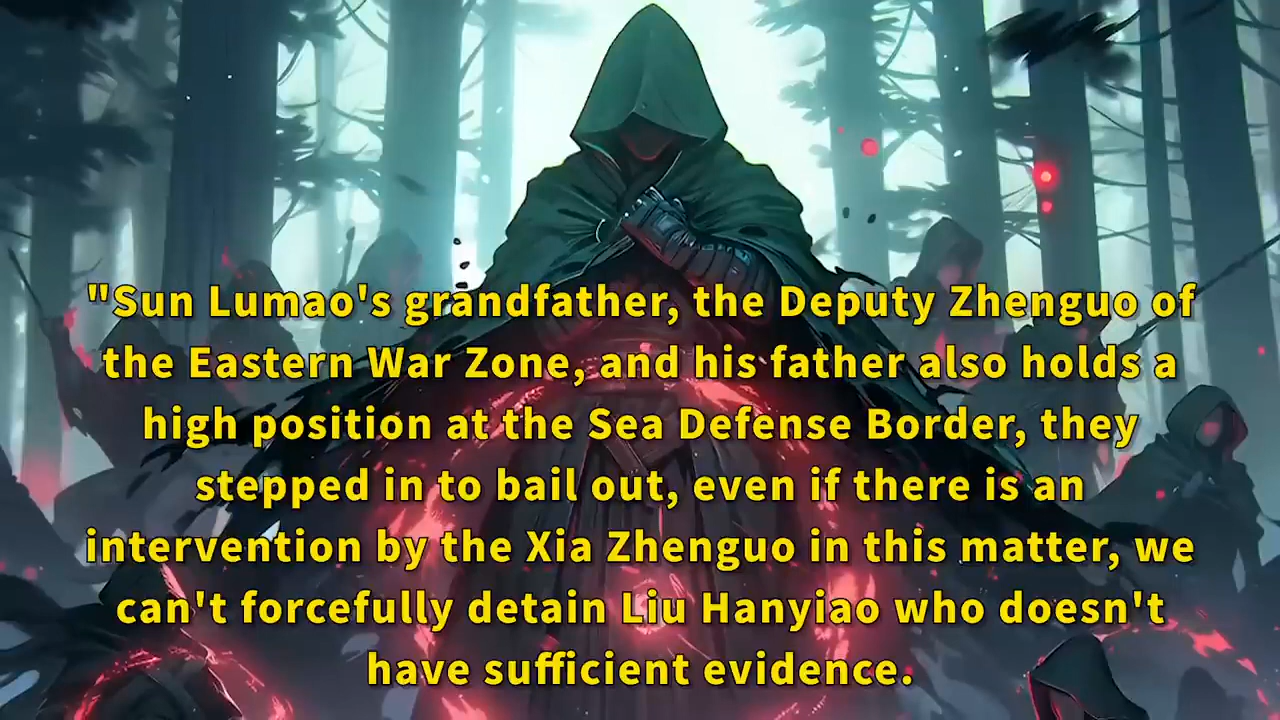 "Sun Lumao's grandfather, the Deputy Zhenguo of
the Eastern War Zone, and his father also holds a
high position at the Sea Defense Border, they
stepped in to bail out, even if there is an
intervention by the Xia Zhenguo in this matter, we
can't forcefully detain Liu Hanyiao who doesn't
have sufficient evidence.